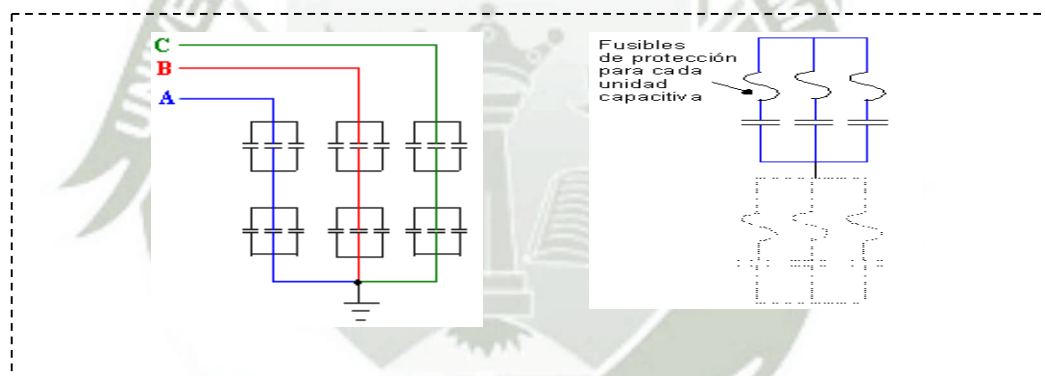 C
B
A
Fusibles
de protección
para cada
unidad
capacitiva